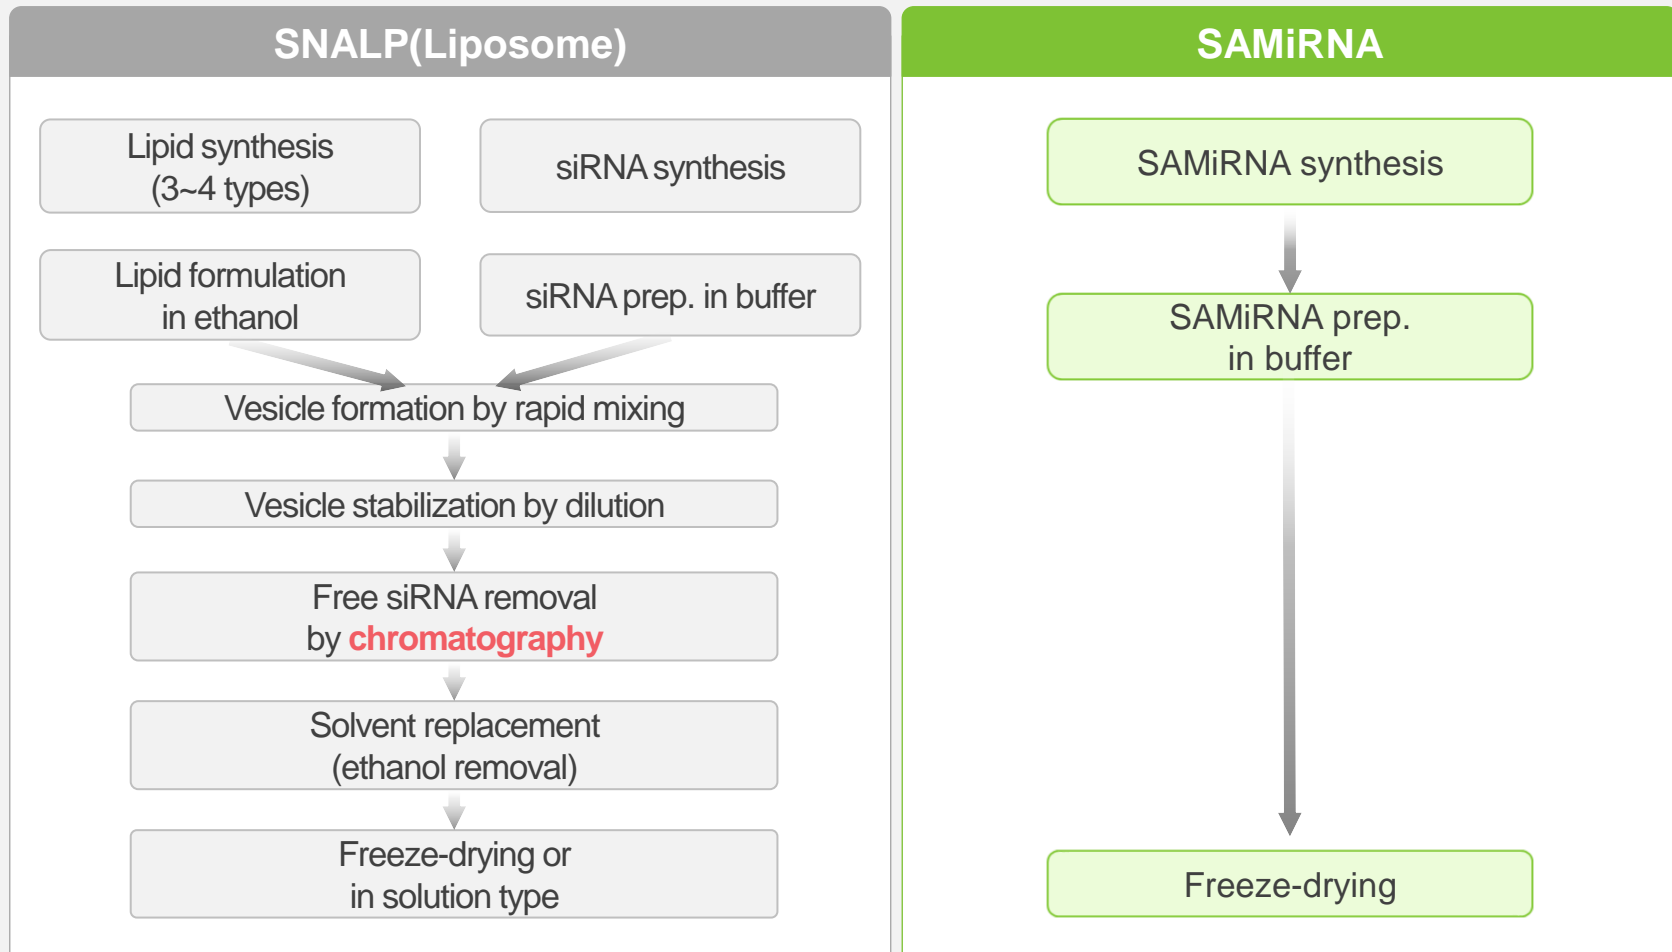 SNALP(Liposome)
Lipid synthesis
(3~4 types)
siRNA synthesis
Lipid formulation
in ethanol
siRNA prep. in buffer
Vesicle formation by rapid mixing
Vesicle stabilization by dilution
Free siRNA removal
by chromatography
Solvent replacement
(ethanol removal)
Freeze-drying or
in solution type
SAMiRNA
SAMiRNA synthesis
SAMiRNA prep.
in buffer
Freeze-drying